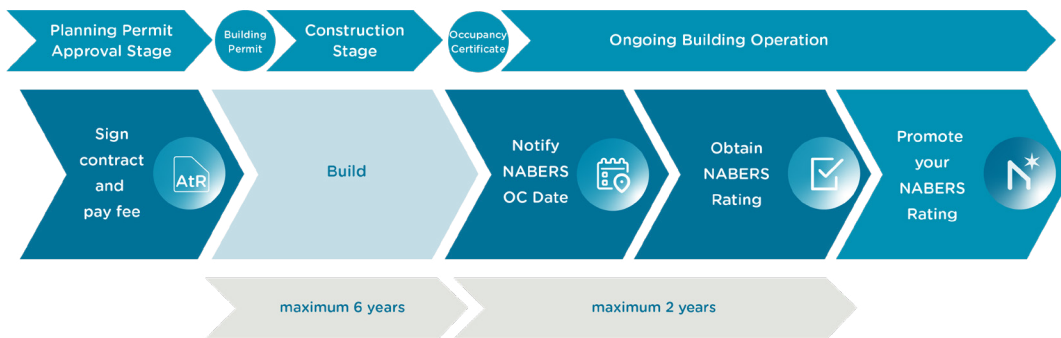 Planning Permit
Approval Stage
Building
Permit
Construction
Stage
Occupancy
Certificate
Ongoing Building Operation
Sign
contract
and
pay fee
AtR
Build
Notify
NABERS
OC Date
Obtain
NABERS
Rating
Promote
your
NABERS
Rating
maximum 6 years
maximum 2 years